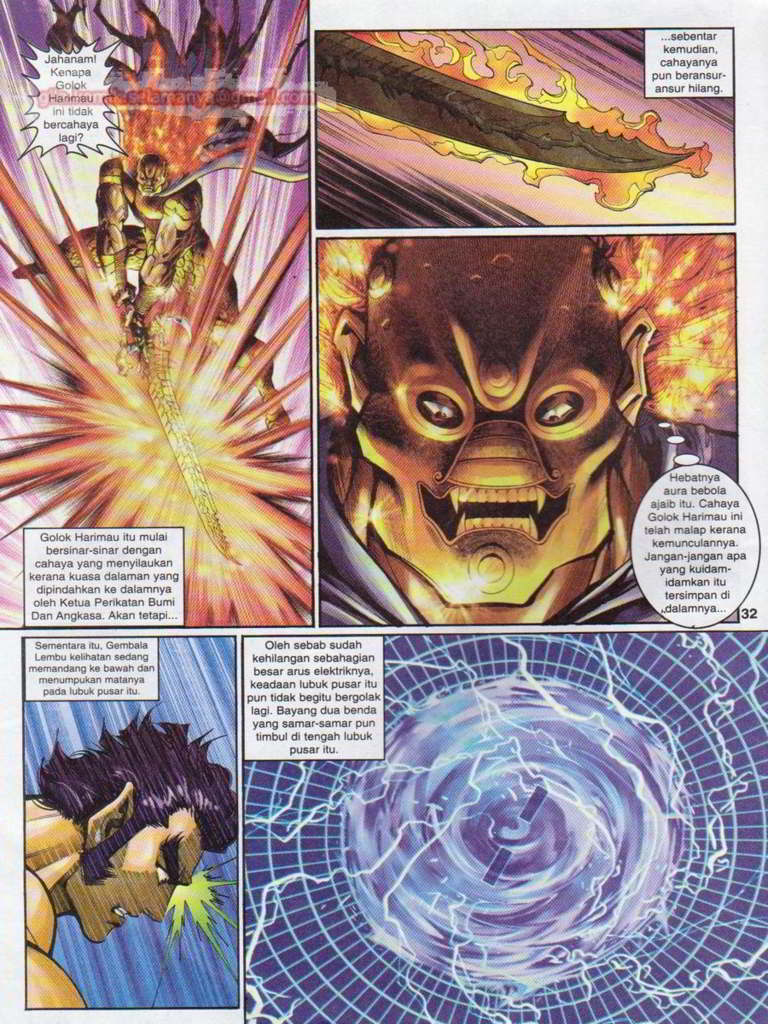 Jahanam!
Kenapa
Golok
Harimau
ini tidak
bercahaya
lagi?
...sebentar
kemudian,
cahayanya
pun beransur-
ansur hilang.
Golok Harimau itu mulai
bersinar-sinar dengan
cahaya yang menyilaukan
kerana kuasa dalaman yang
dipindahkan ke dalamnya
oleh Ketua Perikatan Bumi
Dan Angkasa. Akan tetapi...
Hebatnya
aura bebola
ajaib itu. Cahaya
Golok Harimau ini
telah malap kerana
kemunculannya.
Jangan-jangan apa
yang kuidam-
idamkan itu
tersimpan di
dalamnya...
32
Sementara itu, Gembala
Lembu kelihatan sedang
memandang ke bawah dan
menumpukan matanya
pada lubuk pusar itu.
Oleh sebab sudah
kehilangan sebahagian
besar arus elektriknya,
keadaan lubuk pusar itu
pun tidak begitu bergolak
lagi. Bayang dua benda
yang samar-samar pun
timbul di tengah lubuk
pusar itu.